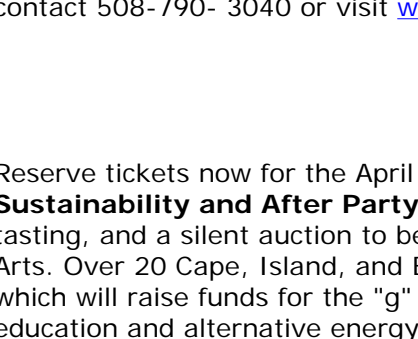 contact 508-790- 3040 or visit
Reserve tickets now for the April
Sustainability and After Party
tasting, and a silent auction to
Arts. Over 20 Cape, Island, and
which will raise funds for the "g"
education and alternative energy